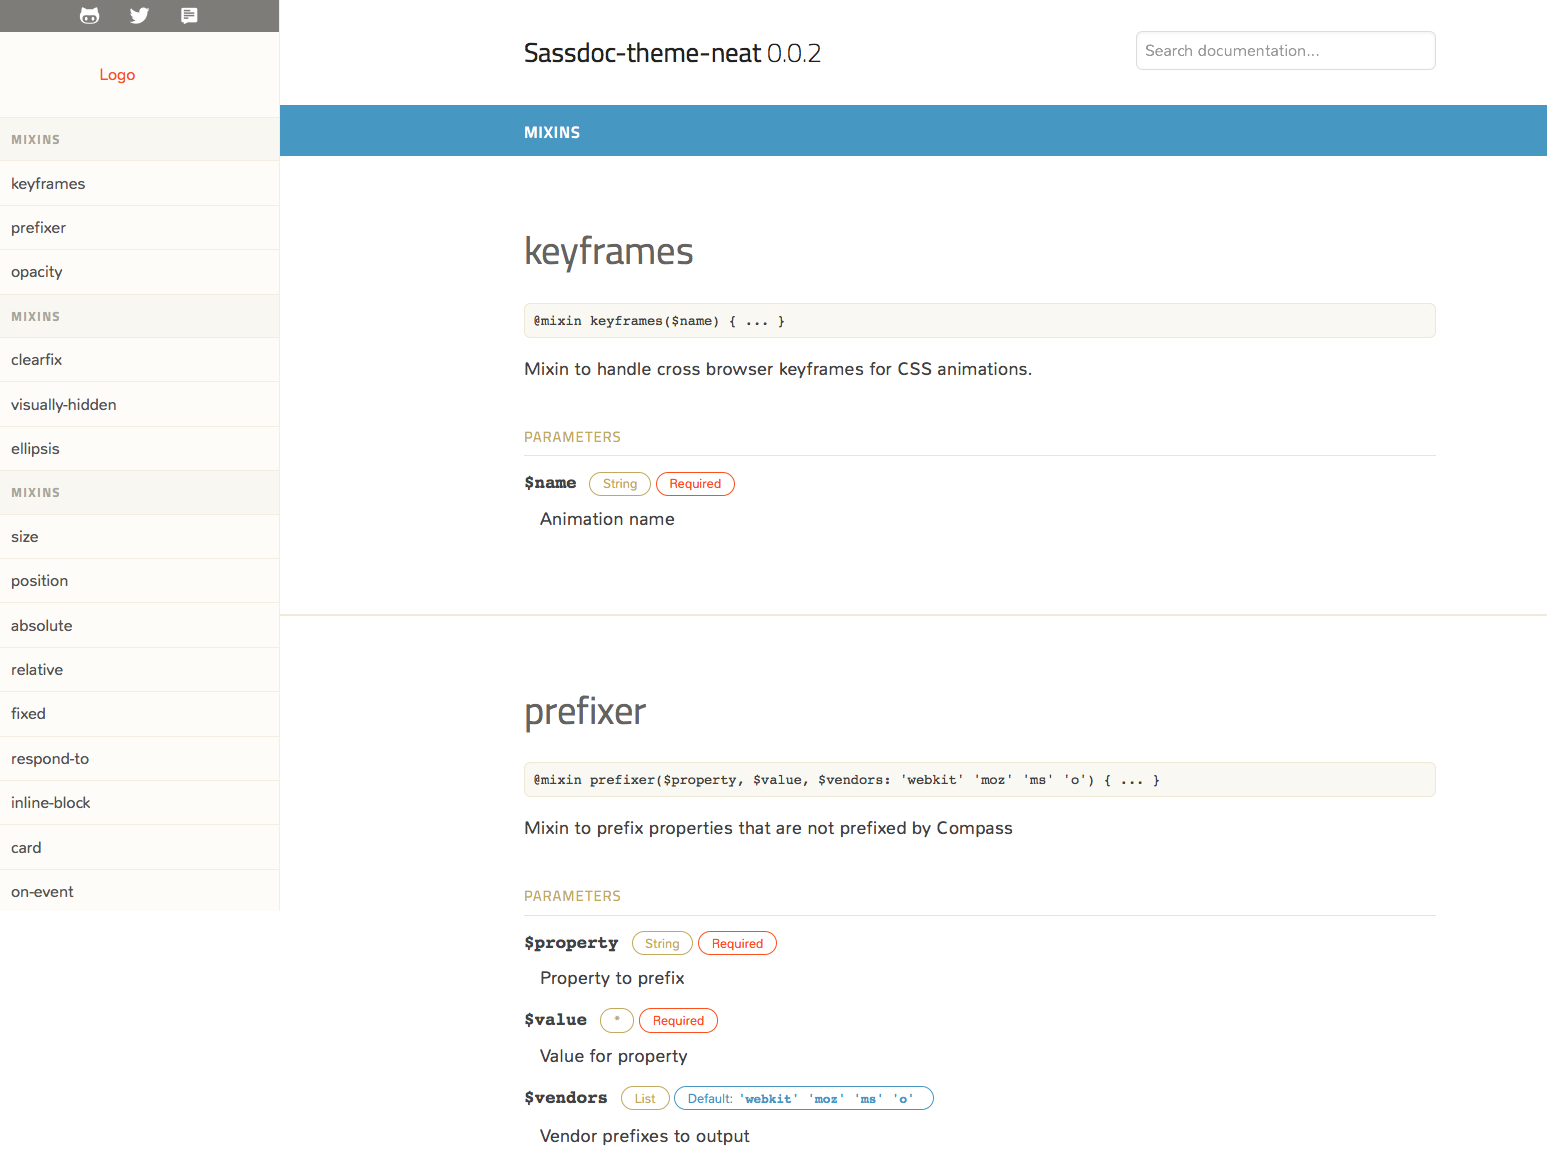 Logo
MIXINS
keyframes
prefixer
opacity
MIXINS
clearfix
visually-hidden
ellipsis
MIXINS
size
position
absolute
relative
fixed
respond-to
inline-block
card
on-event
Sassdoc-theme-neat 0.0.2
Search documentation...
MIXINS
keyframes
@mixin keyframes($name) { ... }
Mixin to handle cross browser keyframes for CSS animations.
PARAMETERS
$name String Required
Animation name
prefixer
@mixin prefixer($property, $value, $vendors: 'webkit' 'moz' 'ms' 'o') { ... }
Mixin to prefix properties that are not prefixed by Compass
PARAMETERS
$property String Required
Property to prefix
$value * Required
Value for property
$vendors List Default: 'webkit' 'moz' 'ms' 'o'
Vendor prefixes to output